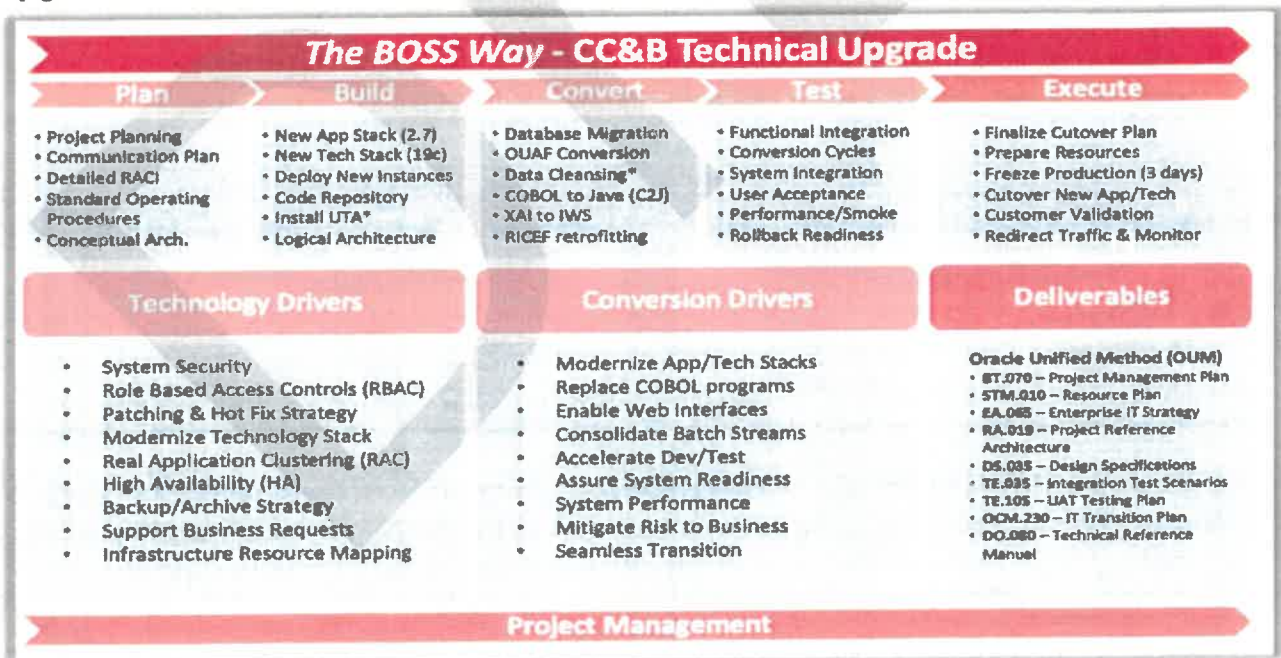 The BOSS Way - CC&B Technical Upgrade
Plan
Build
Convert
Test
Execute
• Project Planning
• Communication Plan
• Detailed RACI
• Standard Operating
Procedures
• Conceptual Arch.
• New App Stack (2.7)
• New Tech Stack (19c)
• Deploy New Instances
• Code Repository
• Install UTA*
• Logical Architecture
• Database Migration
• OUAF Conversion
• Data Cleansing*
• COBOL to Java (C2J)
• XAI to IWS
• RICEF retrofitting
• Functional Integration
• Conversion Cycles
• System Integration
• User Acceptance
• Performance/Smoke
• Rollback Readiness
• Finalize Cutover Plan
• Prepare Resources
• Freeze Production (3 days)
• Cutover New App/Tech
• Customer Validation
• Redirect Traffic & Monitor
Technology Drivers
Conversion Drivers
Deliverables
• System Security
• Role Based Access Controls (RBAC)
• Patching & Hot Fix Strategy
• Modernize Technology Stack
• Real Application Clustering (RAC)
• High Availability (HA)
• Backup/Archive Strategy
• Support Business Requests
• Infrastructure Resource Mapping
• Modernize App/Tech Stacks
• Replace COBOL programs
• Enable Web Interfaces
• Consolidate Batch Streams
• Accelerate Dev/Test
• Assure System Readiness
• System Performance
• Mitigate Risk to Business
• Seamless Transition
Oracle Unified Method (OUM)
• BT.070 – Project Management Plan
• STM.010 – Resource Plan
• EA.065 – Enterprise IT Strategy
• RA.019 – Project Reference
Architecture
• DS.035 – Design Specifications
• TE.035 – Integration Test Scenarios
• TE.105 – UAT Testing Plan
• OCM.230 – IT Transition Plan
• DO.080 – Technical Reference
Manual
Project Management